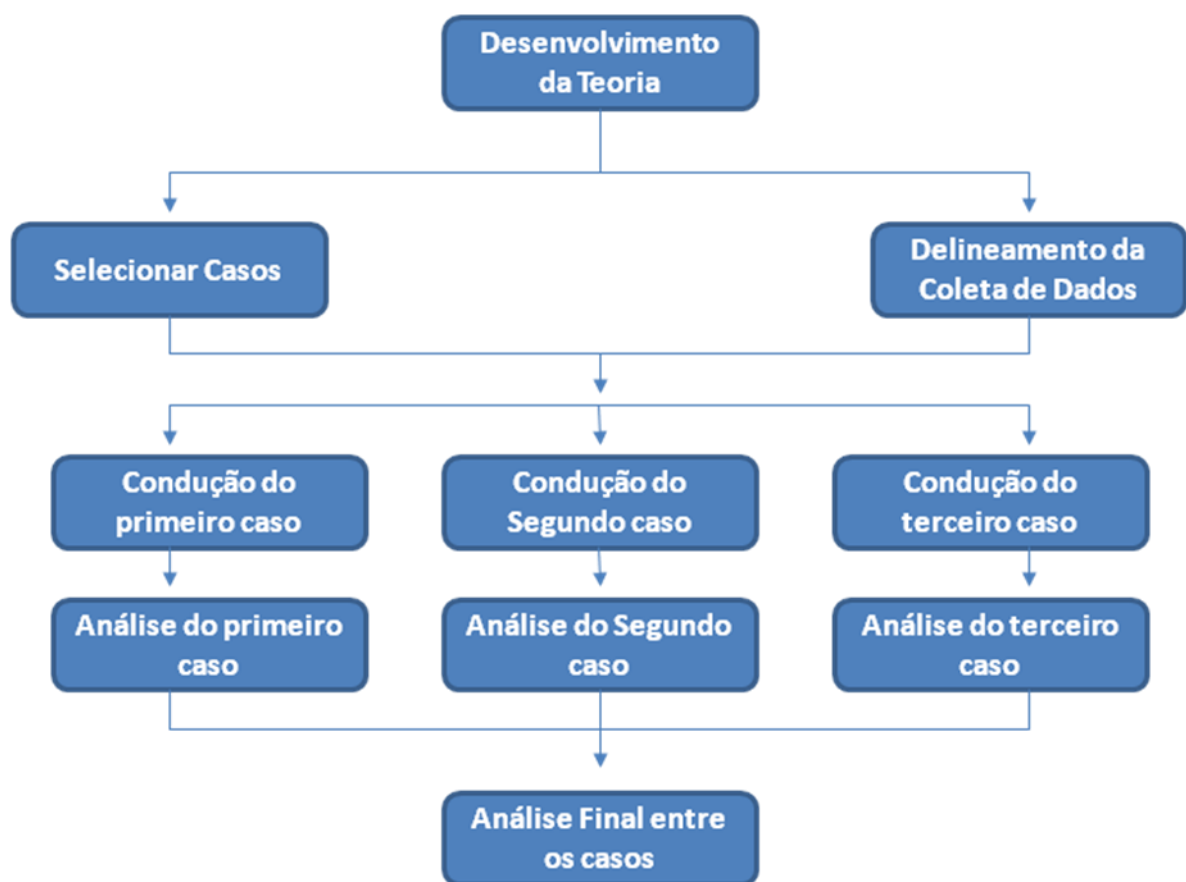 Desenvolvimento
da Teoria
Selecionar Casos
Delineamento da
Coleta de Dados
Condução do
primeiro caso
Condução do
Segundo caso
Condução do
terceiro caso
Análise do primeiro
caso
Análise do Segundo
caso
Análise do terceiro
caso
Análise Final entre
os casos